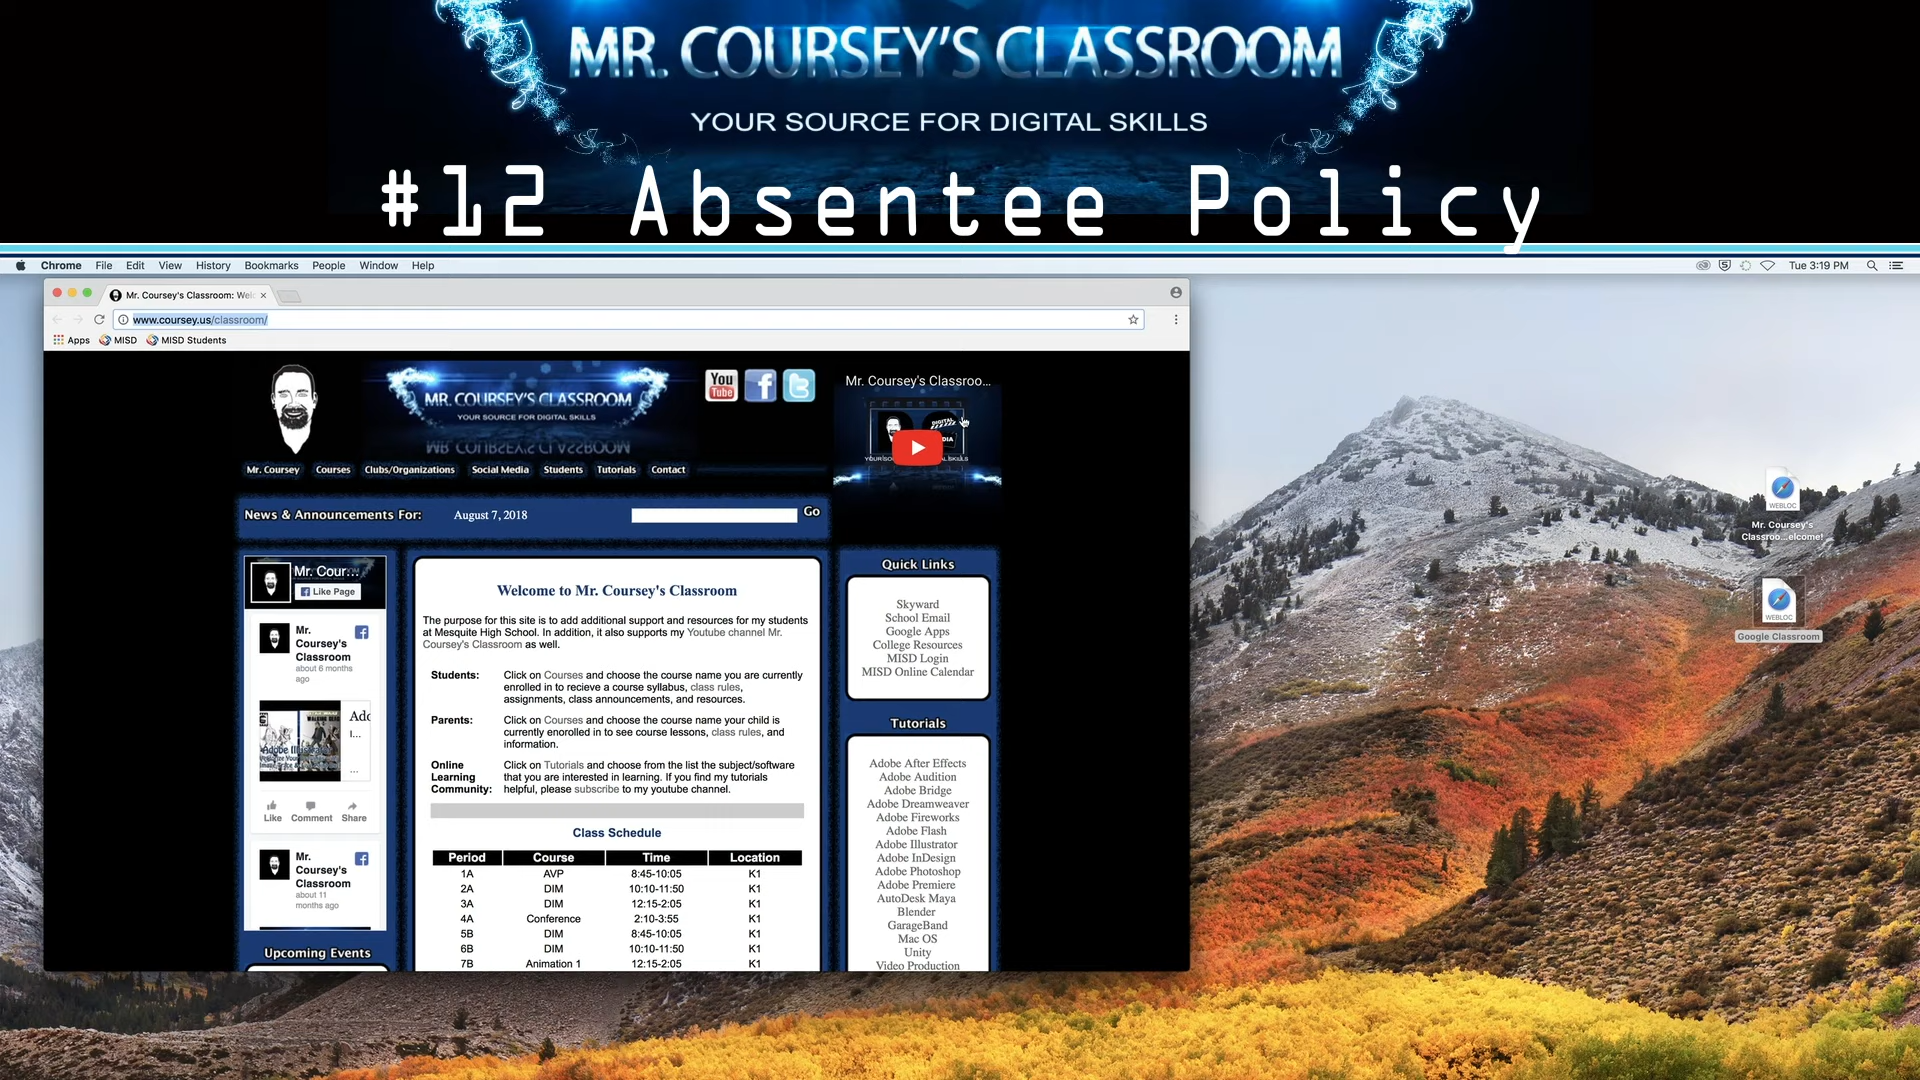 MR. COURSEY'S CLASSROOM
YOUR SOURCE FOR DIGITAL SKILLS
#12 Absentee Policy
Chrome File Edit View History Bookmarks People Window Help
Tue 3:19 PM
Mr. Coursey's Classroom: Wel
www.coursey.us/classroom/
Apps MISD MISD Students
MR. COURSEY'S CLASSROOM
YOUR SOURCE FOR DIGITAL SKILLS
You
Tube
Mr. Coursey's Classroo...
Mr. Coursey Courses Clubs/Organizations Social Media Students Tutorials Contact
News & Announcements For: August 7, 2018 Go
Mr. Cour...
Like Page
Mr.
Coursey's
Classroom
about 6 months
ago
Ado
I...
...
Like Comment Share
Mr.
Coursey's
Classroom
about 11
months ago
Upcoming Events
Welcome to Mr. Coursey's Classroom
The purpose for this site is to add additional support and resources for my students
at Mesquite High School. In addition, it also supports my Youtube channel Mr.
Coursey's Classroom as well.
Students: Click on Courses and choose the course name you are currently
enrolled in to recieve a course syllabus, class rules,
assignments, class announcements, and resources.
Parents: Click on Courses and choose the course name your child is
currently enrolled in to see course lessons, class rules, and
information.
Online Click on Tutorials and choose from the list the subject/software
Learning that you are interested in learning. If you find my tutorials
Community: helpful, please subscribe to my youtube channel.
Class Schedule
Period Course Time Location
1A AVP 8:45-10:05 K1
2A DIM 10:10-11:50 K1
3A DIM 12:15-2:05 K1
4A Conference 2:10-3:55 K1
5B DIM 8:45-10:05 K1
6B DIM 10:10-11:50 K1
7B Animation 1 12:15-2:05 K1
Quick Links
Skyward
School Email
Google Apps
College Resources
MISD Login
MISD Online Calendar
Tutorials
Adobe After Effects
Adobe Audition
Adobe Bridge
Adobe Dreamweaver
Adobe Fireworks
Adobe Flash
Adobe Illustrator
Adobe InDesign
Adobe Photoshop
Adobe Premiere
AutoDesk Maya
Blender
GarageBand
Mac OS
Unity
Video Production
WEBLOC
Mr. Coursey's
Classroo...elcome!
WEBLOC
Google Classroom